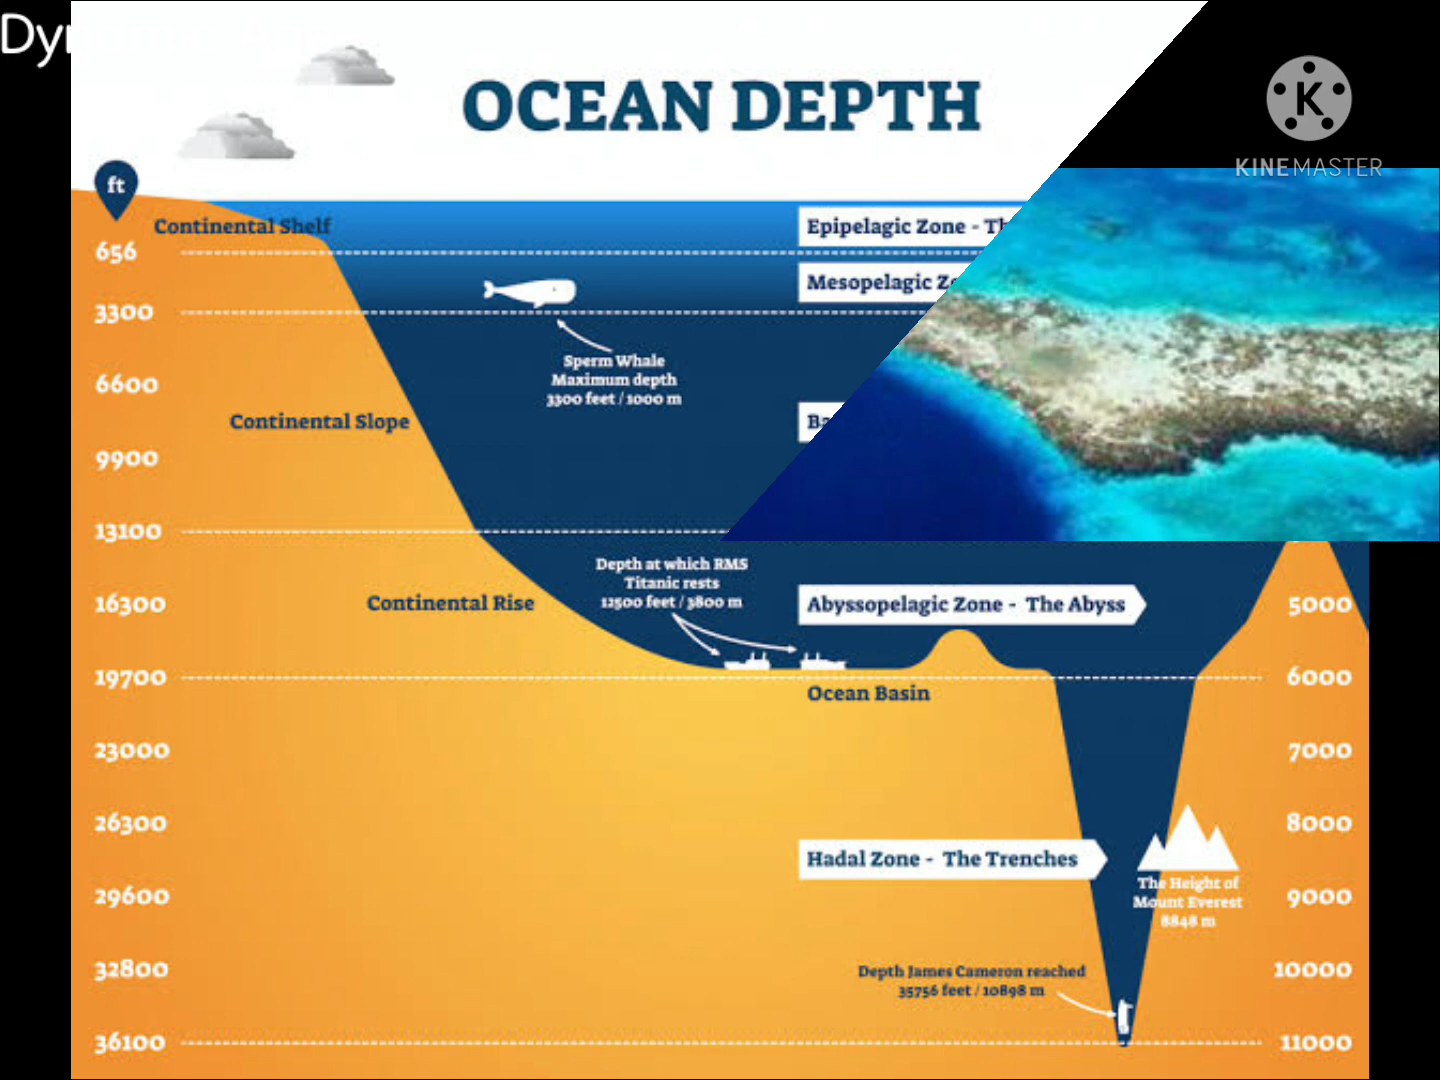 Dyn
OCEAN DEPTH
KINEMASTER
ft
Continental Shelf
Epipelagic Zone - Th
656
Mesopelagic Z
3300
Sperm Whale
Maximum depth
3300 feet / 1000 m
6600
Continental Slope
Ba
9900
13100
Depth at which RMS
Titanic rests
12500 feet / 3800 m
16300
Continental Rise
Abyssopelagic Zone - The Abyss
5000
19700
6000
Ocean Basin
23000
7000
26300
8000
Hadal Zone - The Trenches
The Height of
Mount Everest
8848 m
29600
9000
32800
Depth James Cameron reached
35756 feet / 10898 m
10000
36100
11000